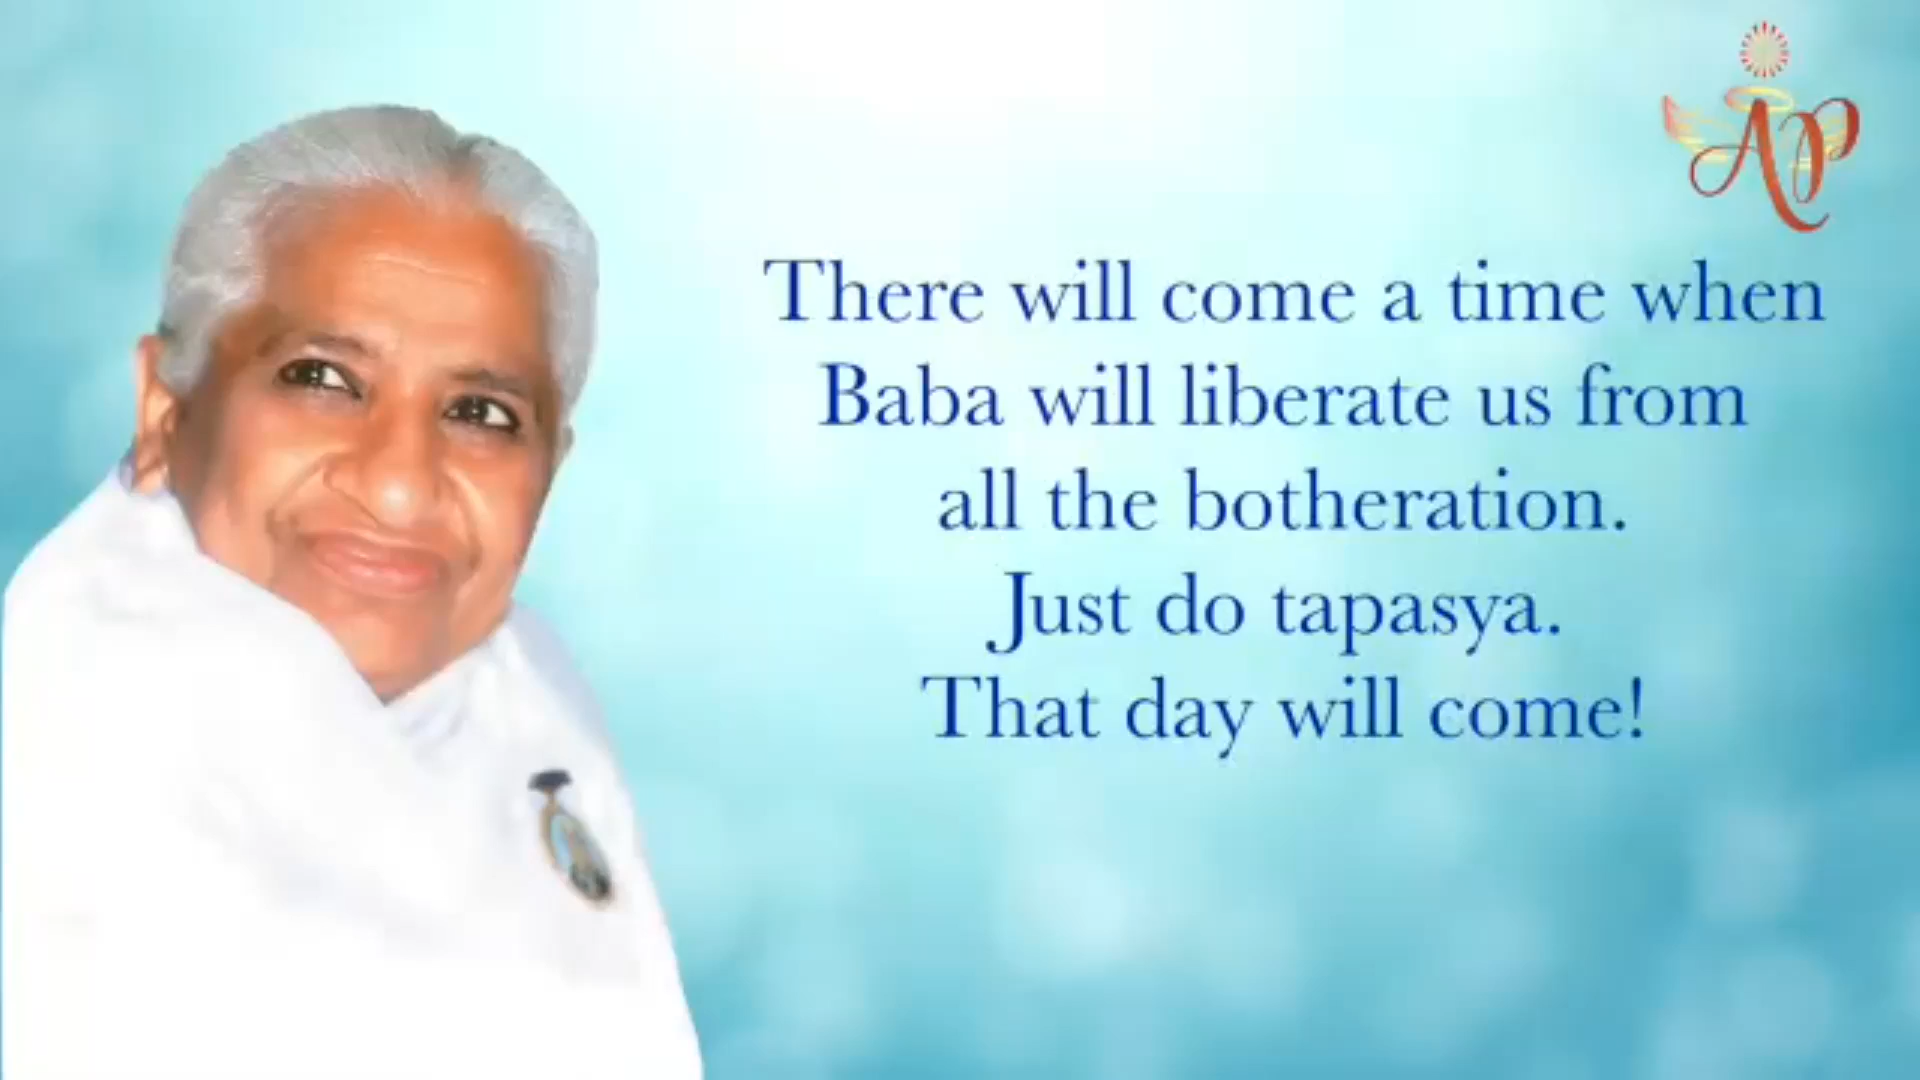 AP
There will come a time when
Baba will liberate us from
all the botheration.
Just do tapasya.
That day will come!